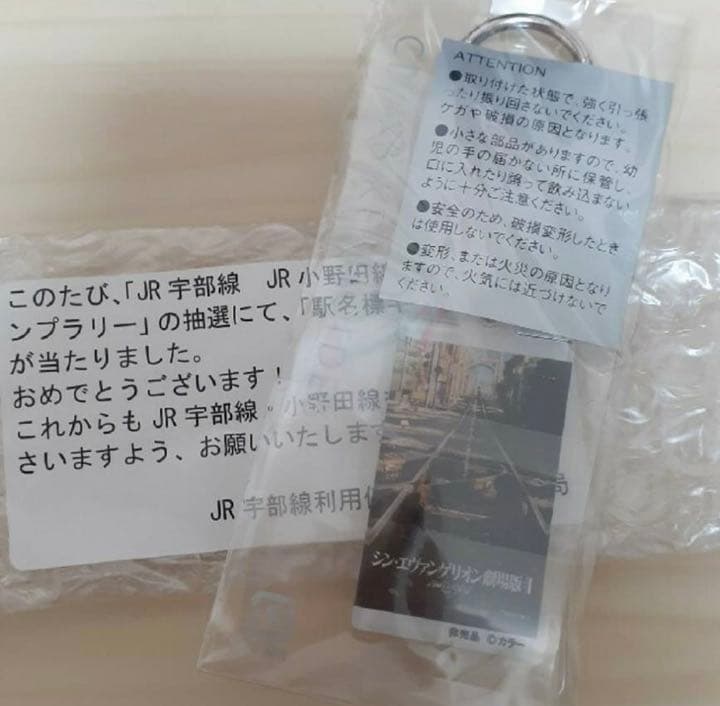 ATTENTION
●取り付けた状態で、強く引っ張
ったり振り回さないでください。
ケガや破損の原因となります。
●小さな部品がありますので、幼
児の手の届かない所に保管し、
口に入れたり誤って飲み込まない
ように十分ご注意ください。
●安全のため、破損変形したとき
は使用しないでください。
●変形、または火災の原因となり
ますので、火気には近づけないで
ください。
このたび、「JR 宇部線 JR 小野田線
ンプラリー」の抽選にて、「駅名標
が当たりました。
おめでとうございます!
これからも JR 宇部線・小野田線
さいますよう、お願いいたします
JR 宇部線利用 局
シン・エヴァンゲリオン劇場版
非売品 ©カラー